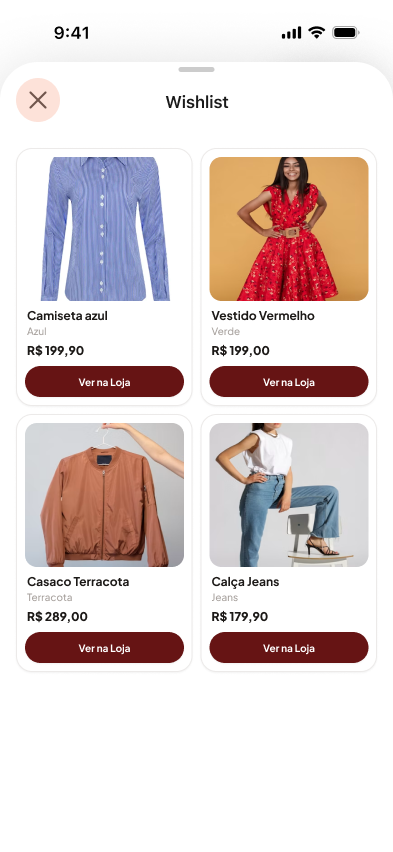 9:41
Wishlist
Camiseta azul
Azul
R$ 199,90
Ver na Loja
Vestido Vermelho
Verde
R$ 199,00
Ver na Loja
Casaco Terracota
Terracota
R$ 289,00
Ver na Loja
Calça Jeans
Jeans
R$ 179,90
Ver na Loja